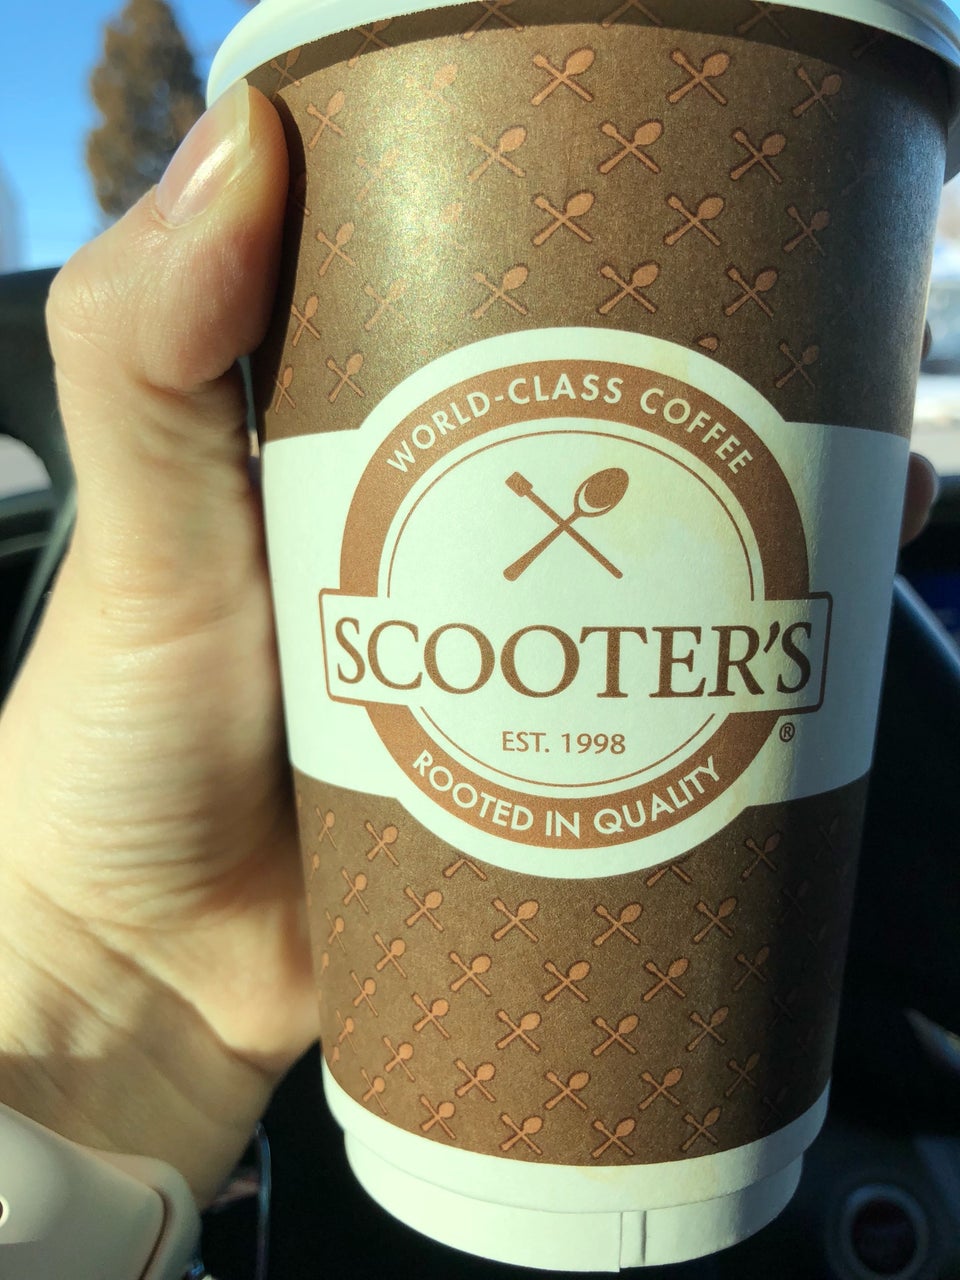 WORLD-CLASS COFFEE
SCOOTER'S
®
EST. 1998
ROOTED IN QUALITY